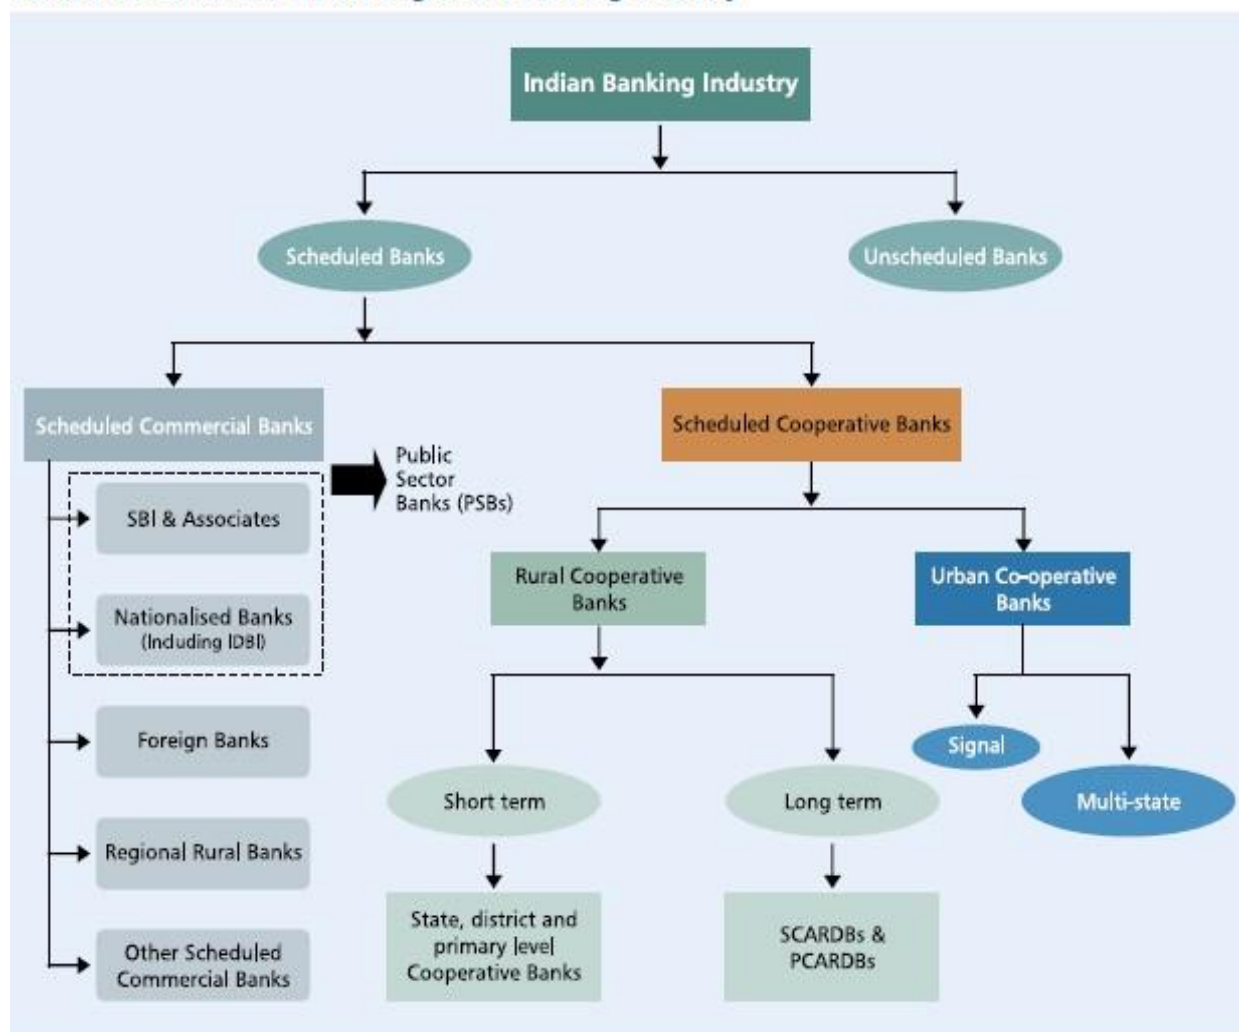 Indian Banking Industry
Scheduled Banks
Unscheduled Banks
Scheduled Commercial Banks
Scheduled Cooperative Banks
Public
Sector
Banks (PSBs)
SBI & Associates
Nationalised Banks
(Including IDBI)
Foreign Banks
Regional Rural Banks
Other Scheduled
Commercial Banks
Rural Cooperative
Banks
Urban Co-operative
Banks
Short term
Long term
Signal
Multi-state
State, district and
primary level
Cooperative Banks
SCARDBs &
PCARDBs